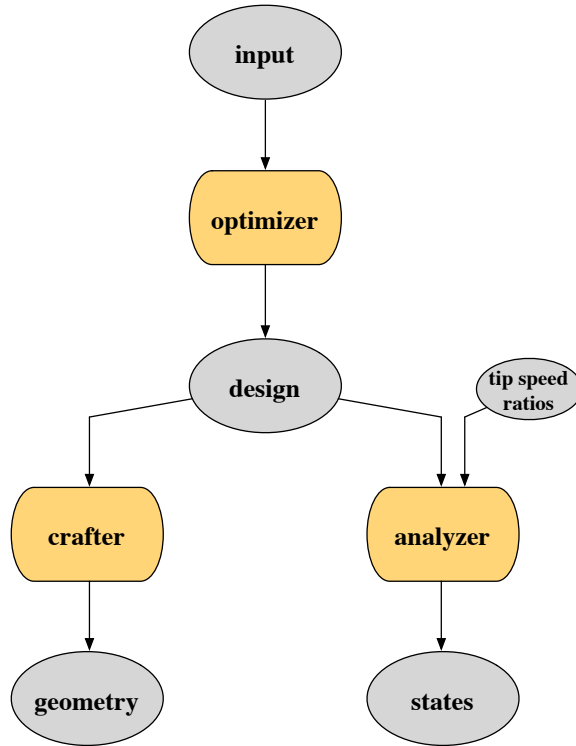 input
optimizer
design
tip speed
ratios
crafter
analyzer
geometry
states